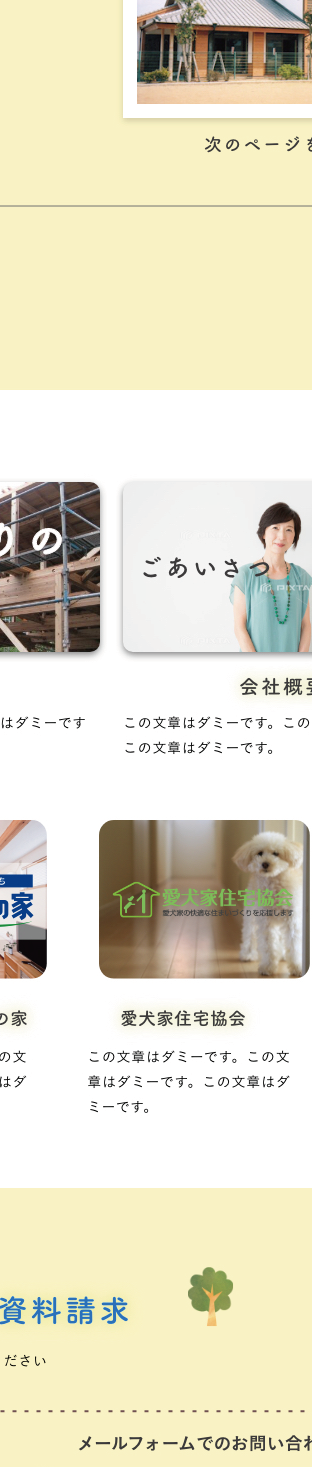 次のページを
りの
ごあいさつ
PIXTA
会社概要
はダミーです
この文章はダミーです。この
この文章はダミーです。
ち
の家
愛犬家住宅協会
愛犬家の快適な住まいづくりを応援します
の家
愛犬家住宅協会
の文
はダ
この文章はダミーです。この文
章はダミーです。この文章はダ
ミーです。
資料請求
ください
メールフォームでのお問い合わ